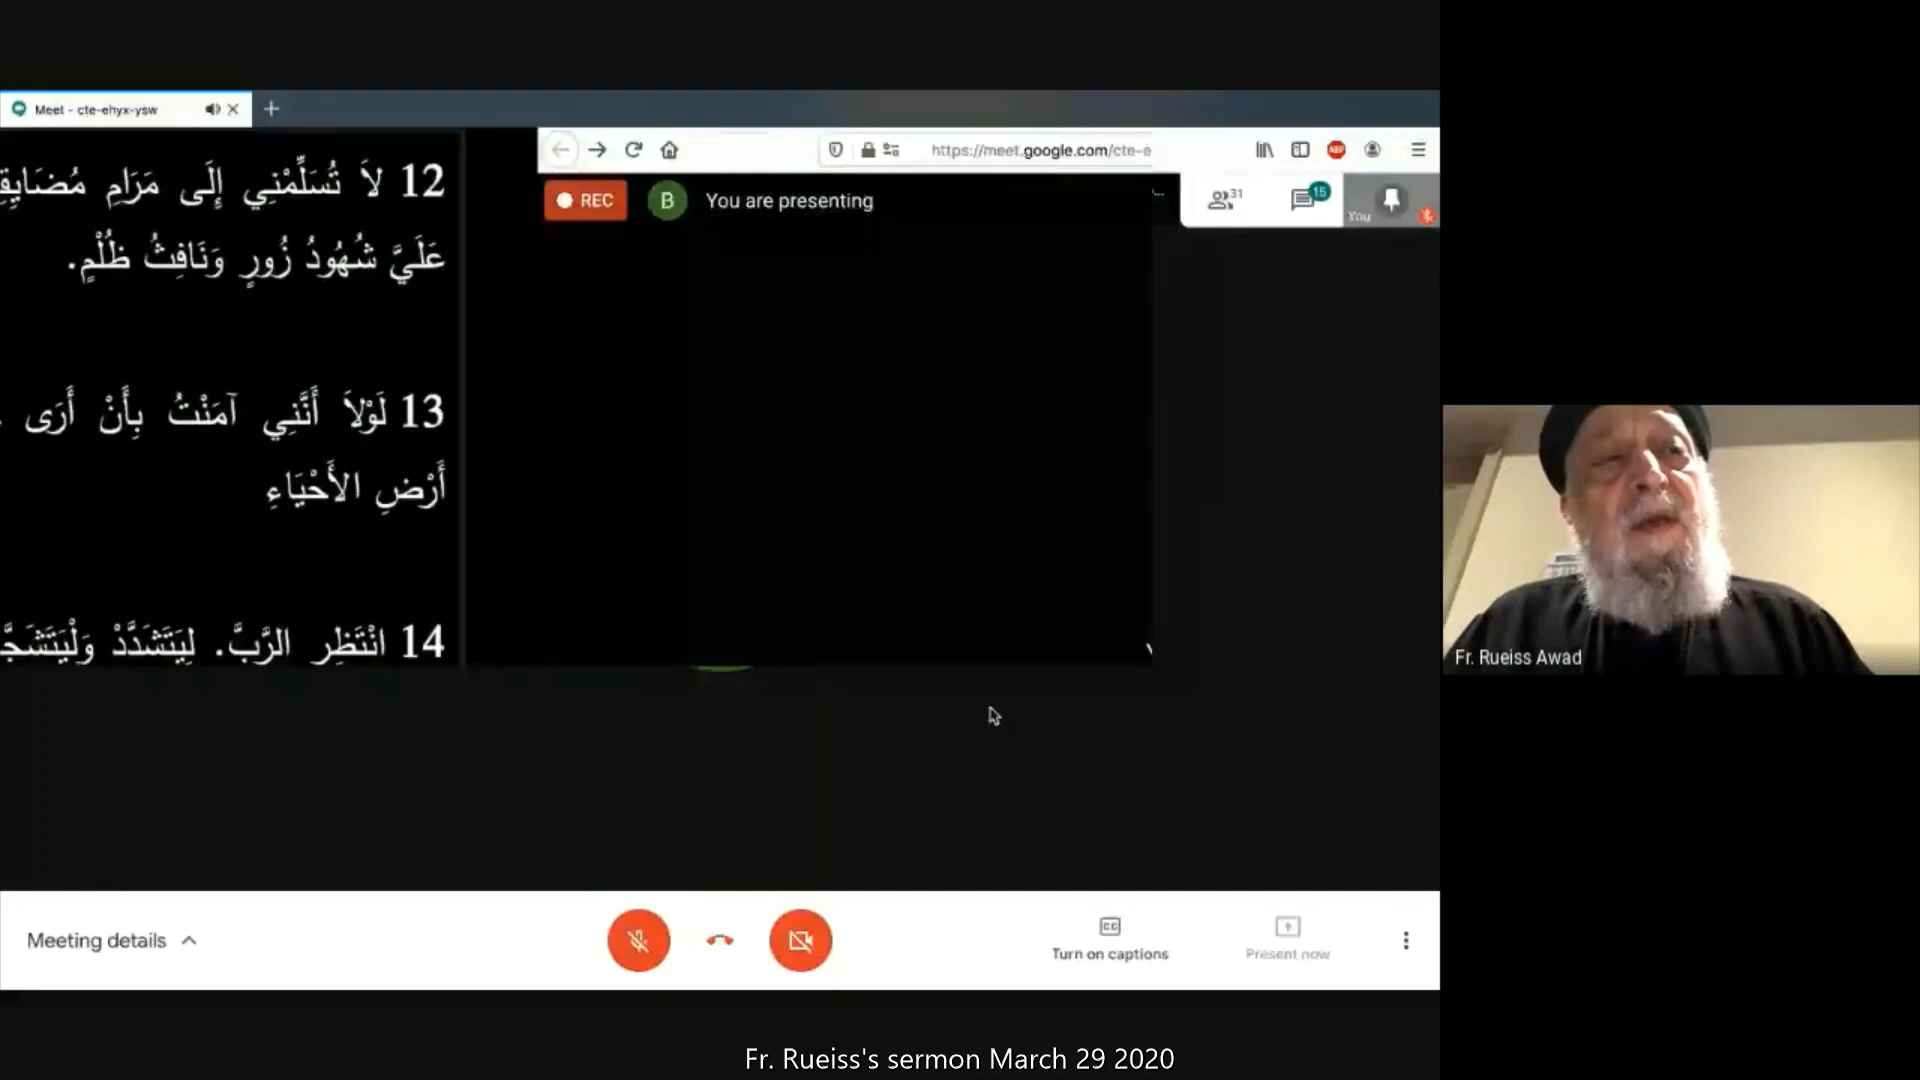 Meet - cte-ehyx-ysw
12 لاَ تُسَلِّمْنِي إِلَى مَرَامِ
عَلَيَّ شُهُودُ زُورٍ وَنَافِثُ ظُلْمٍ.
13 لَوْلاَ أَنَّنِي آمَنْتُ بِأَنْ أَرَى
أَرْضِ الأَحْيَاءِ
14 انْتَظِرِ الرَّبَّ. لِيَتَشَدَّدْ
https://meet.google.com/cte-e
ABP
REC
B
You are presenting
31
15
You
Fr. Rueiss Awad
Meeting details
CC
Turn on captions
Present now
Fr. Rueiss's sermon March 29 2020